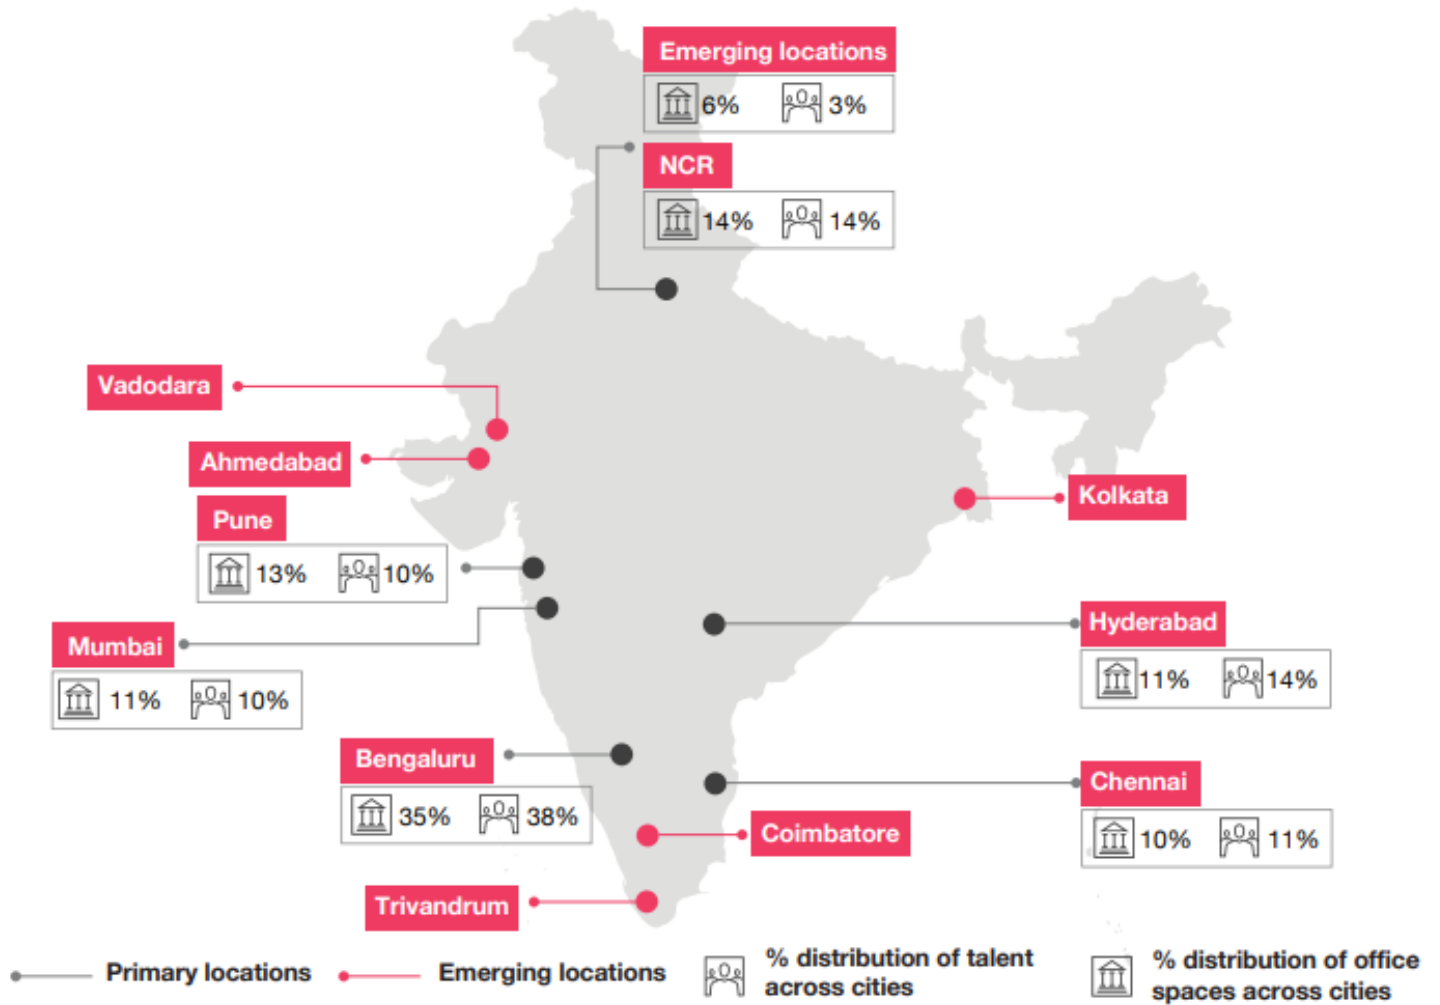 Emerging locations
6% 3%
NCR
14% 14%
Vadodara
Ahmedabad
Pune
13% 10%
Kolkata
Mumbai
11% 10%
Hyderabad
11% 14%
Bengaluru
35% 38%
Chennai
10% 11%
Coimbatore
Trivandrum
Primary locations
Emerging locations
% distribution of talent
across cities
% distribution of office
spaces across cities